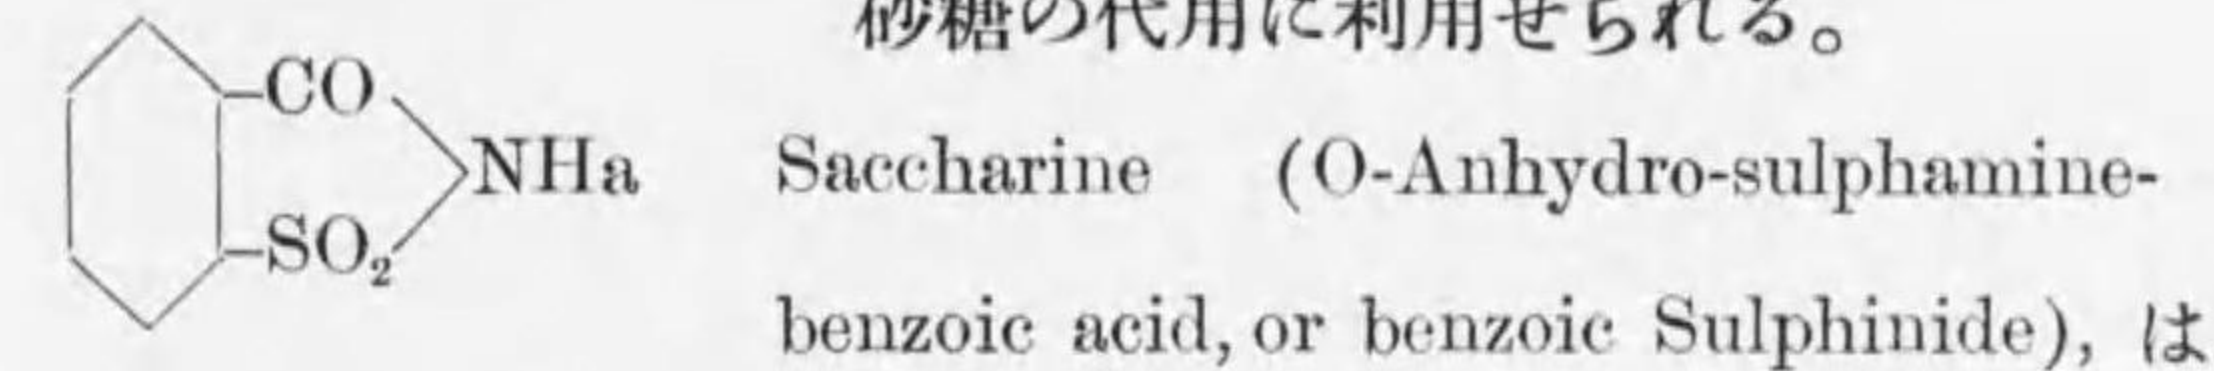 砂糖の代用に利用せられる。
CO
NHa
SO₂
Saccharine (O-Anhydro-sulphamine-
benzoic acid, or benzoic Sulphinide), は